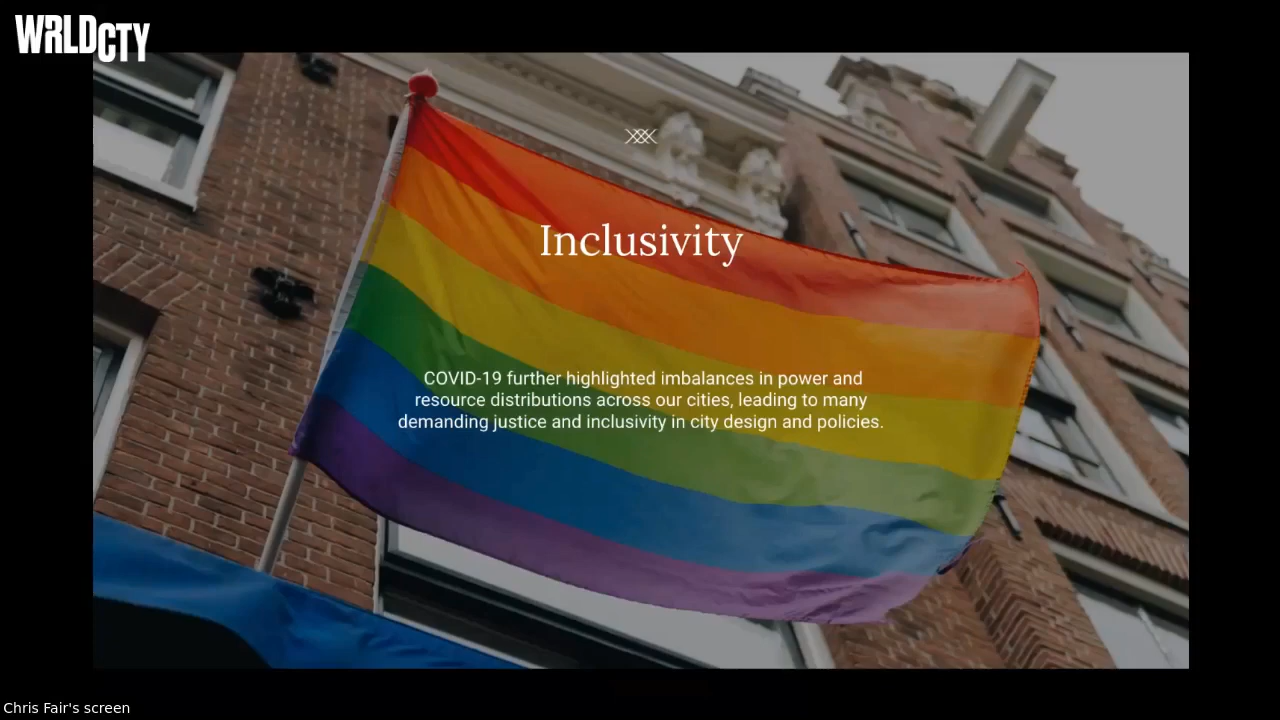 WRLDCTY
Inclusivity
COVID-19 further highlighted imbalances in power and
resource distributions across our cities, leading to many
demanding justice and inclusivity in city design and policies.
Chris Fair's screen